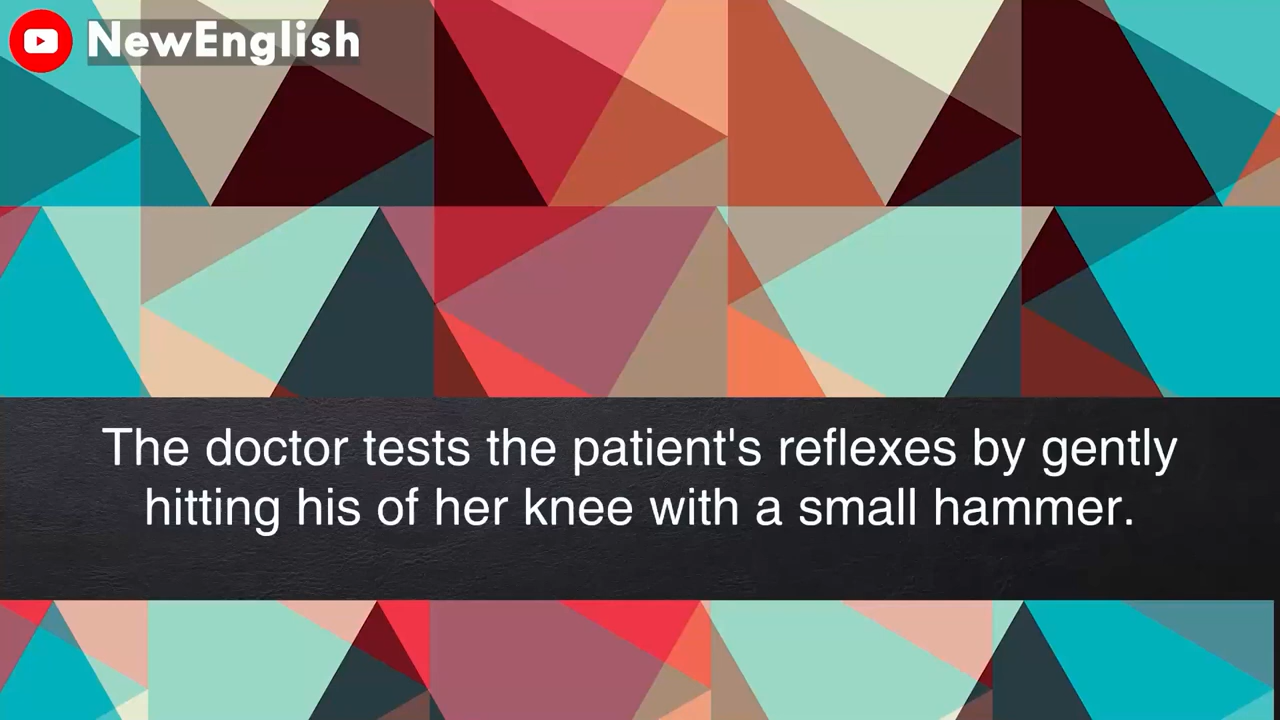 NewEnglish
The doctor tests the patient's reflexes by gently
hitting his of her knee with a small hammer.